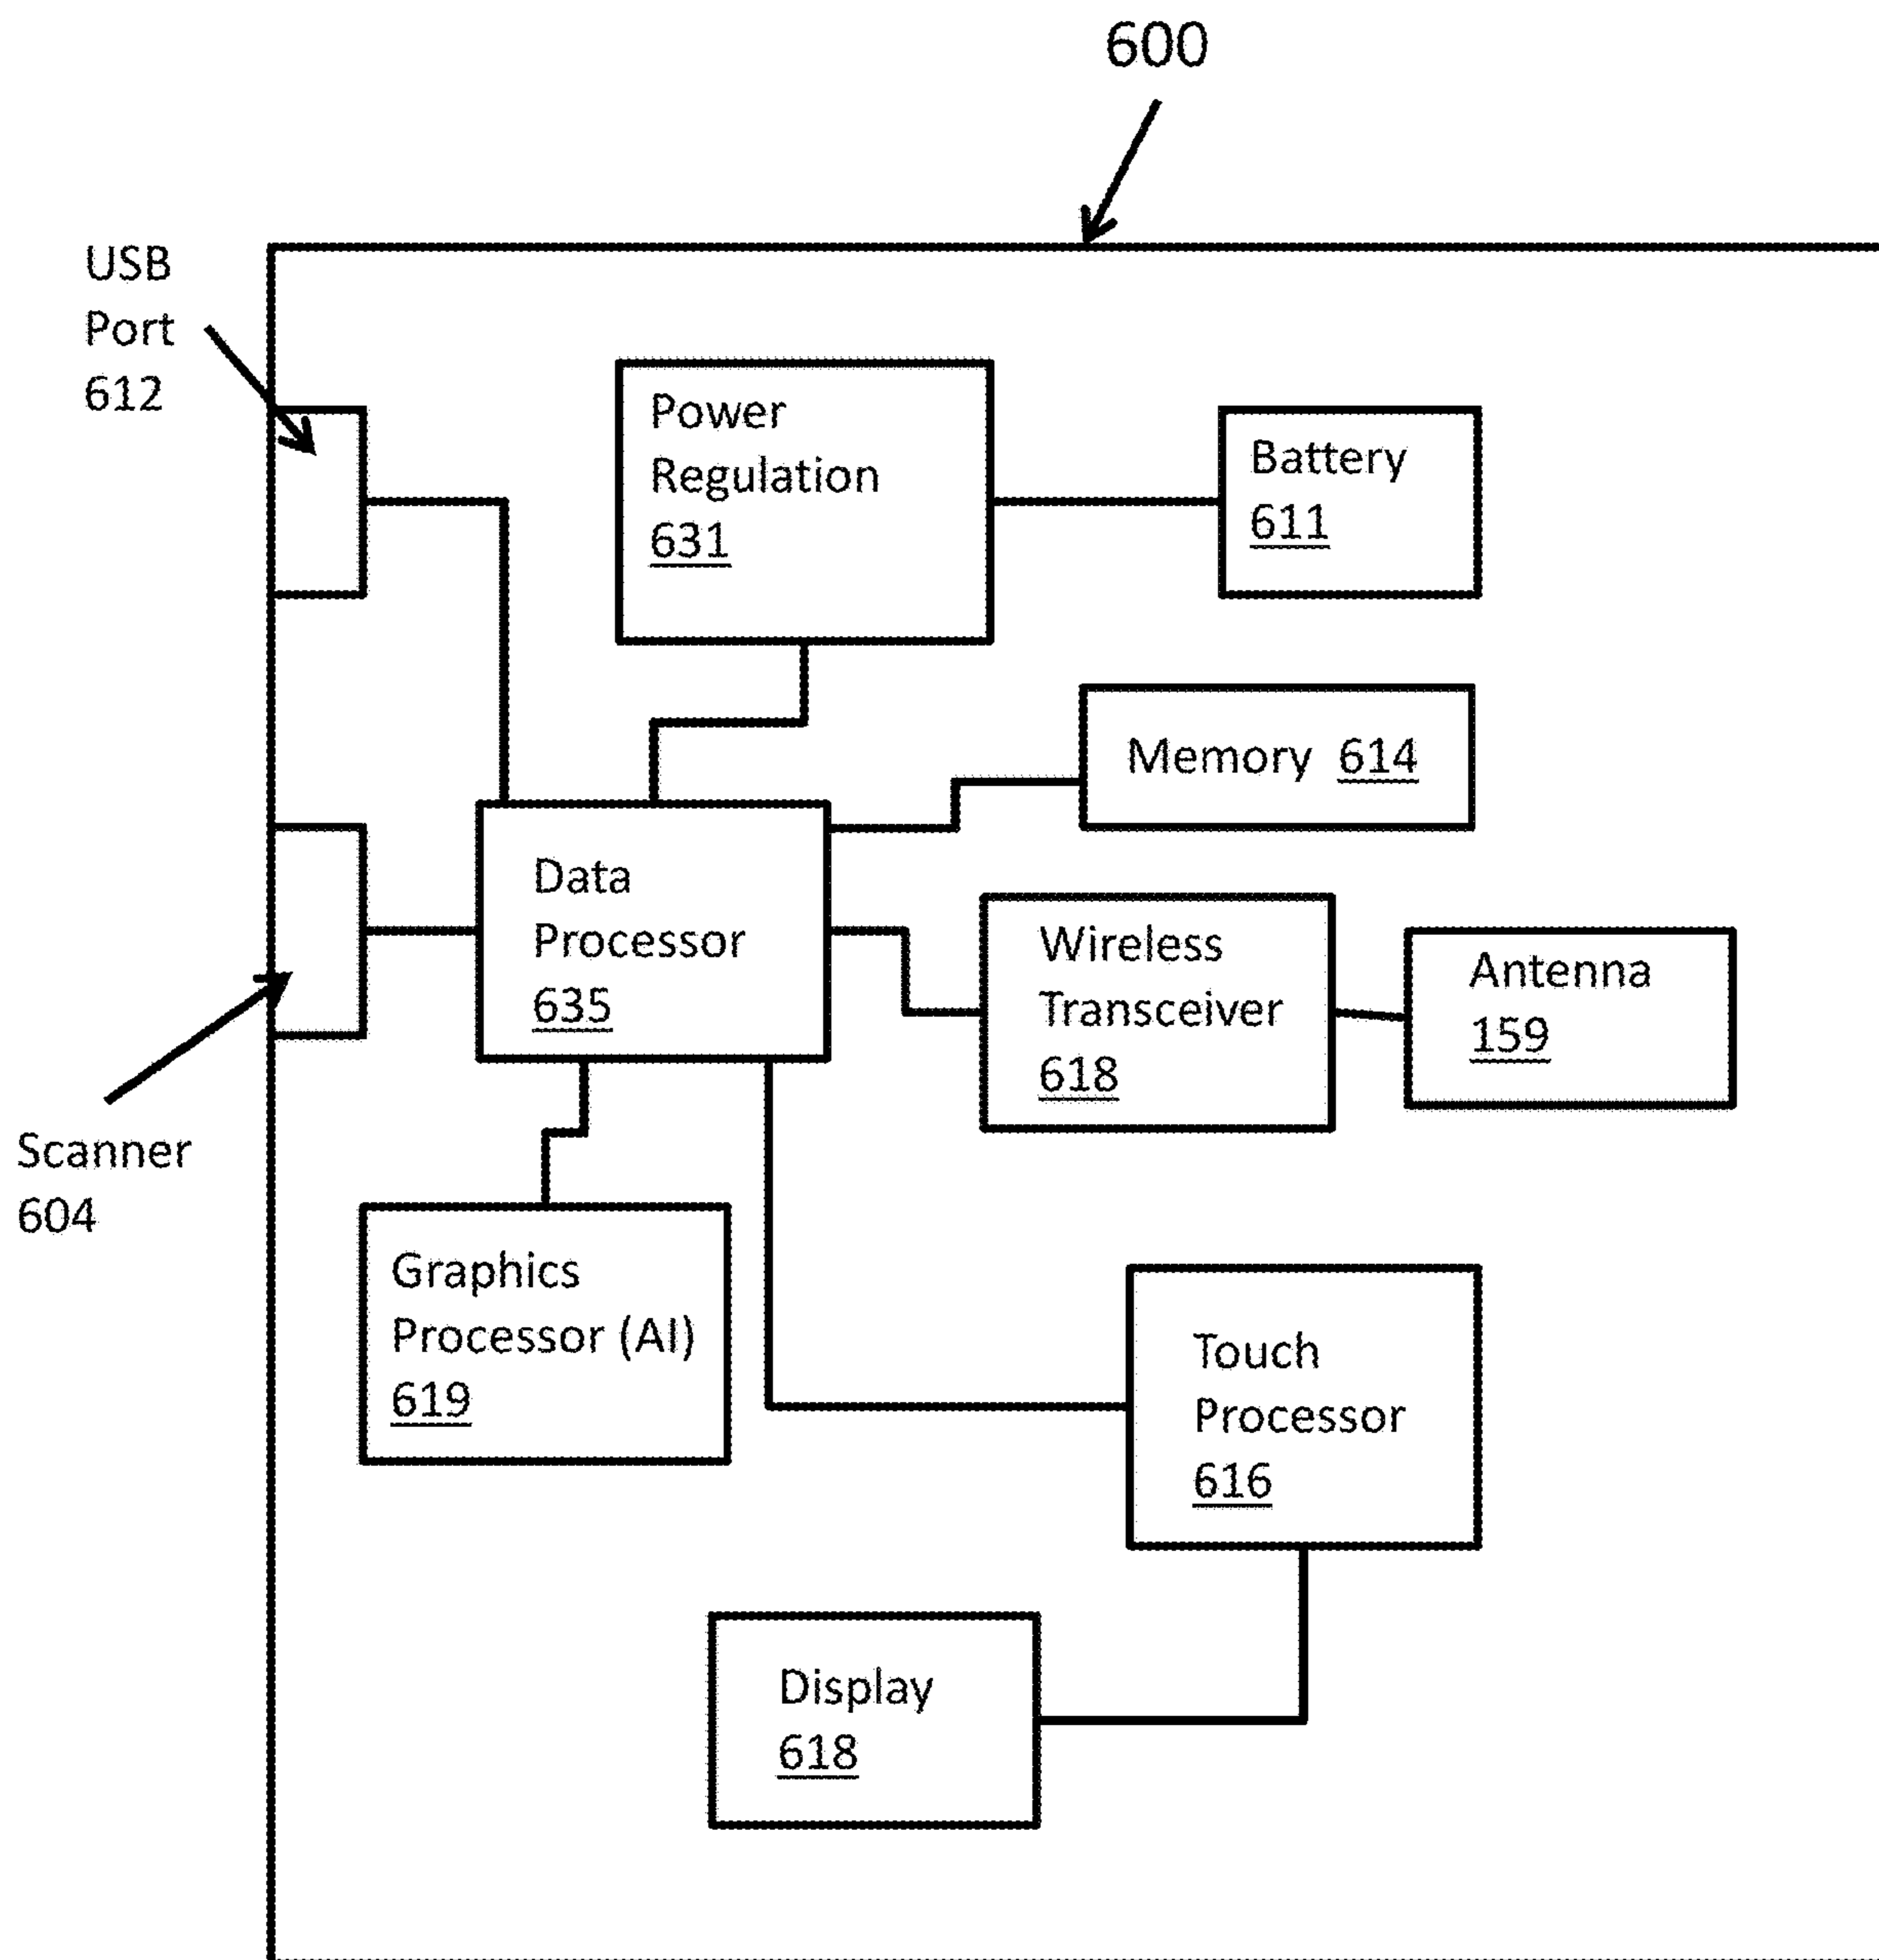 600
USB
Port
612
Power
Regulation
631
Battery
611
Memory 614
Data
Processor
635
Wireless
Transceiver
618
Antenna
159
Scanner
604
Graphics
Processor (AI)
619
Touch
Processor
616
Display
618